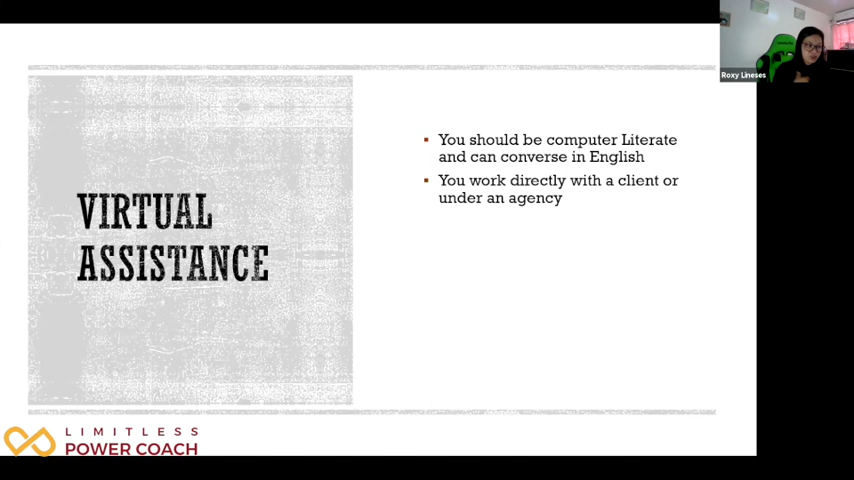 Roxy Lineses
VIRTUAL
ASSISTANCE
You should be computer Literate
and can converse in English
You work directly with a client or
under an agency
LIMITLESS
POWER COACH